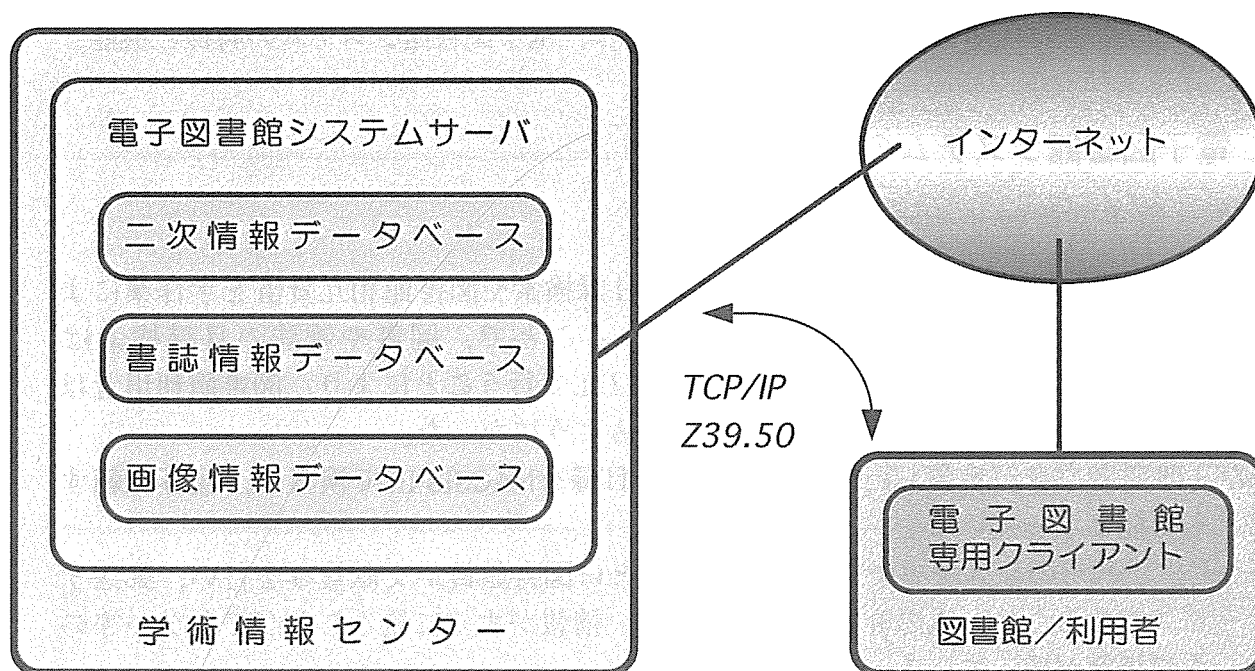 電子図書館システムサーバ
二次情報データベース
書誌情報データベース
画像情報データベース
学術情報センター
インターネット
TCP/IP
Z39.50
電子図書館
専用クライアント
図書館／利用者